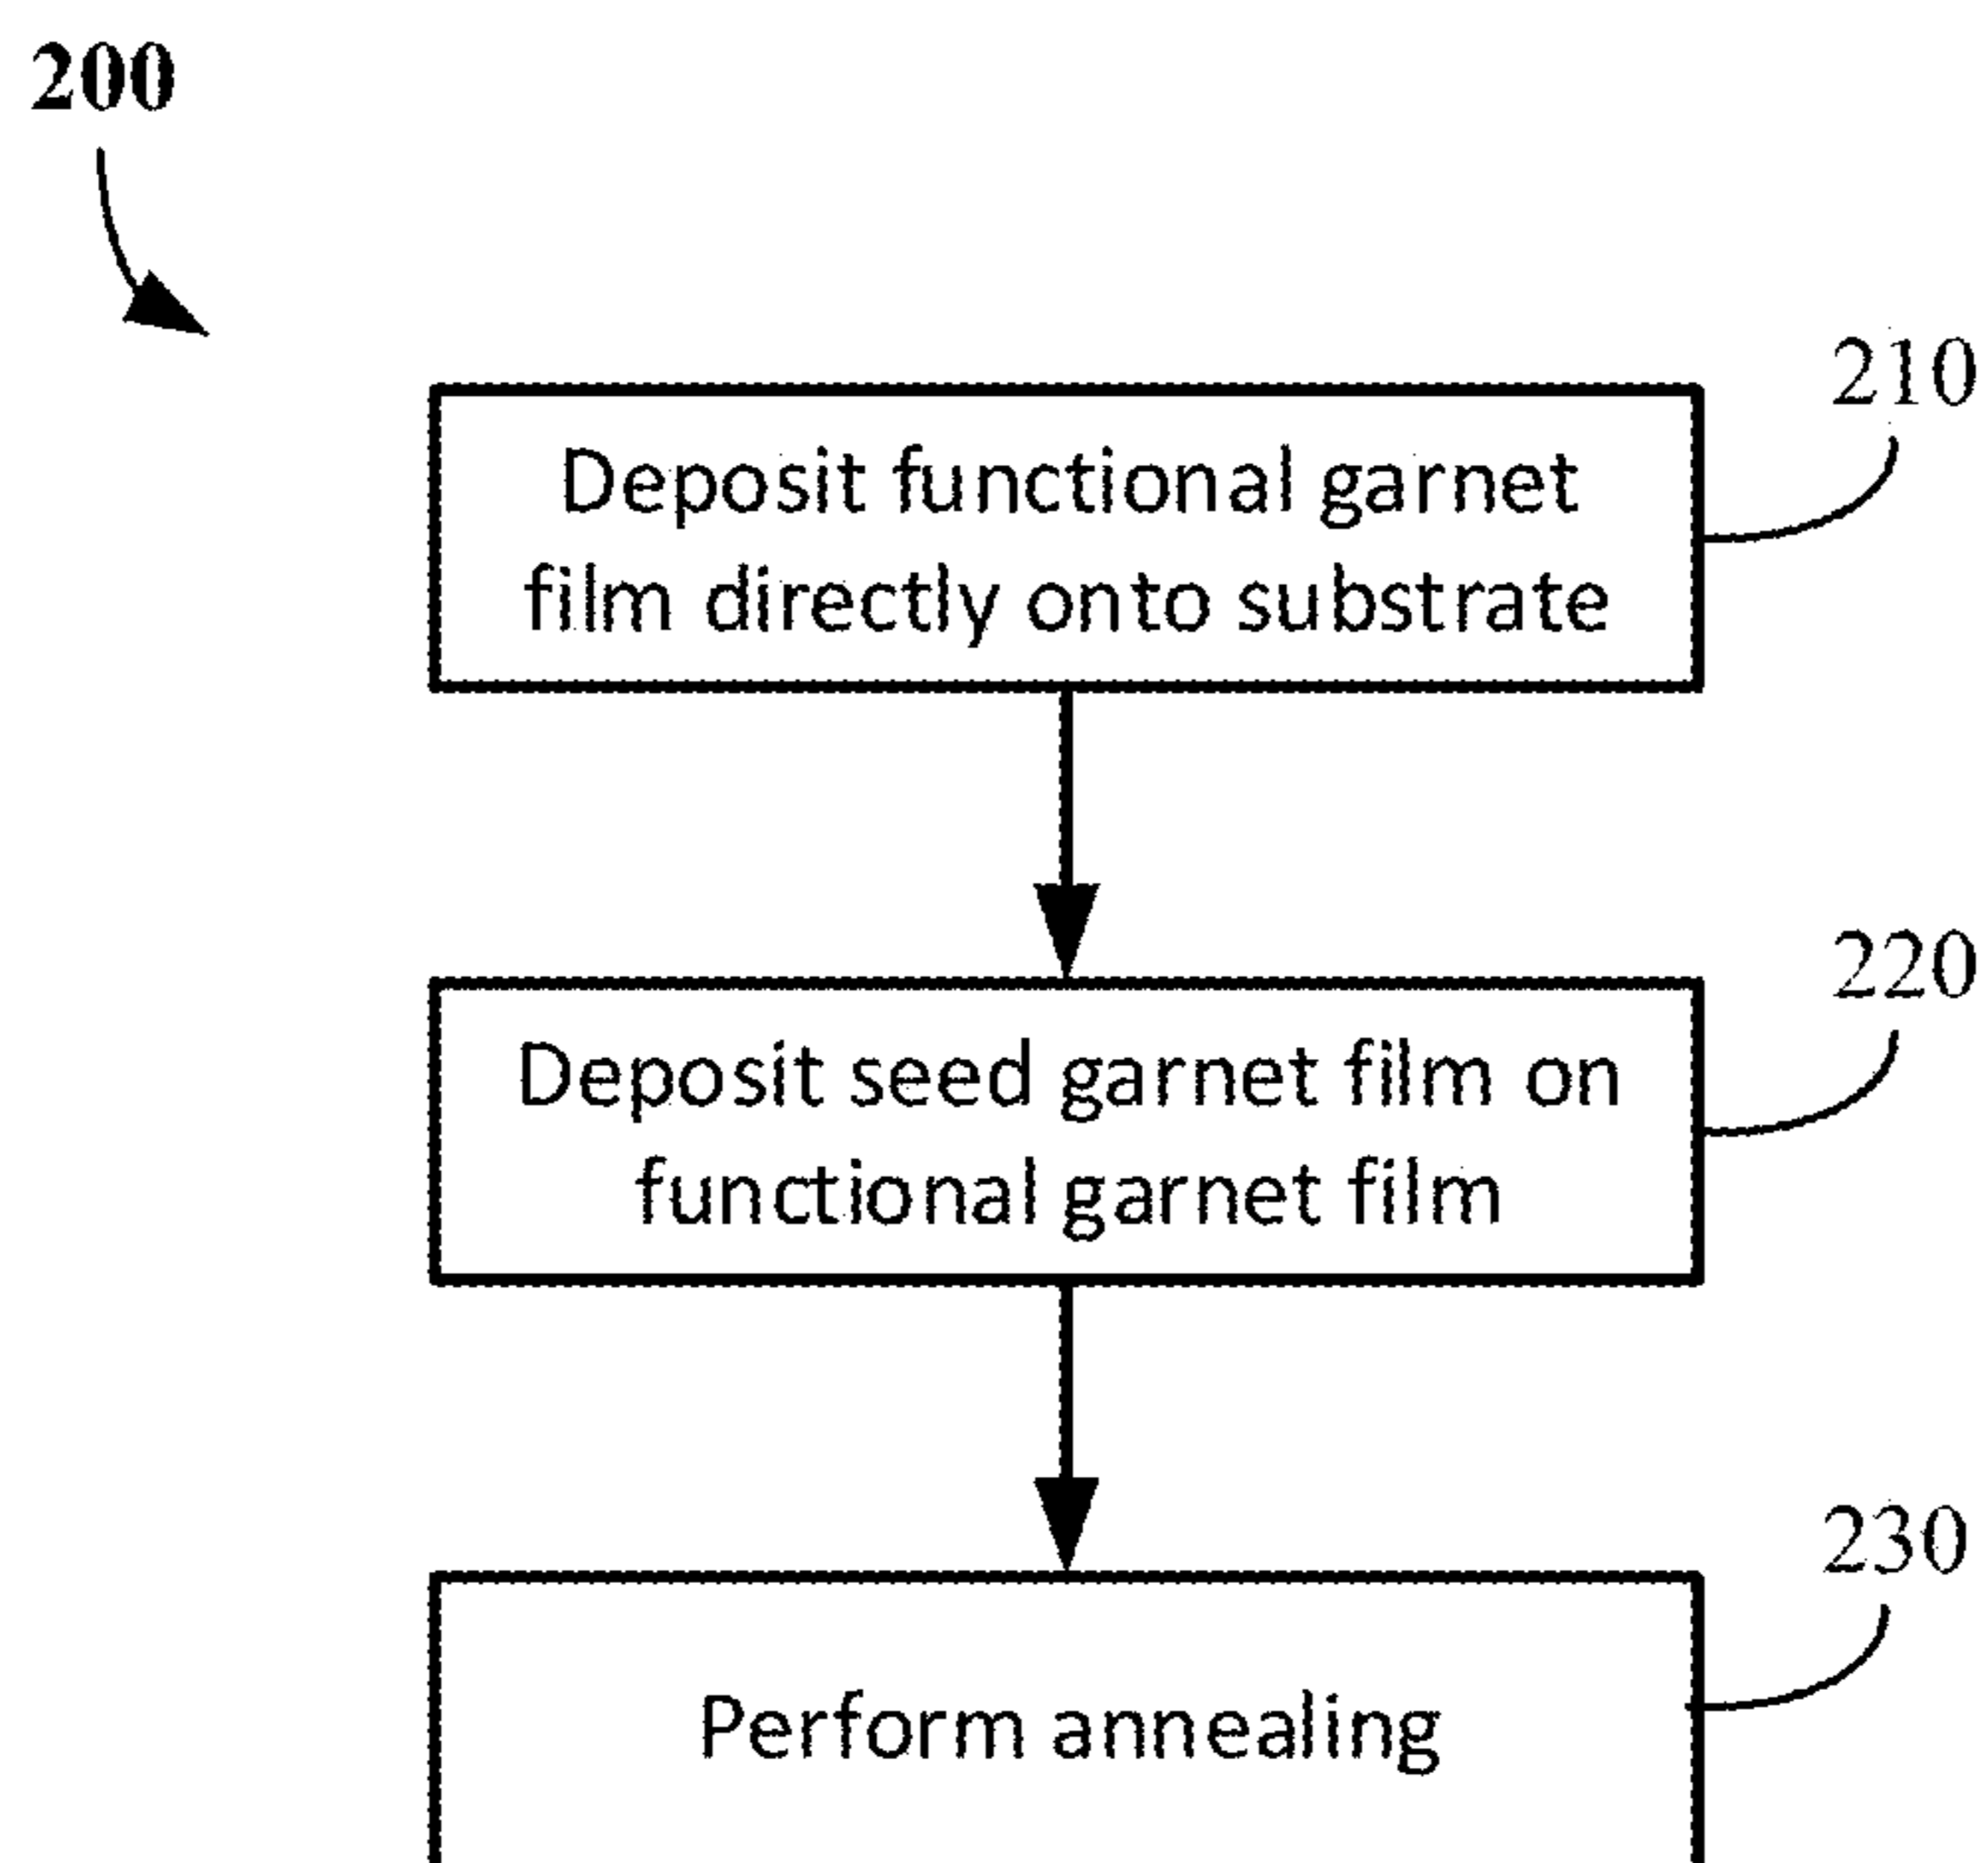 200
210
Deposit functional garnet
film directly onto substrate
220
Deposit seed garnet film on
functional garnet film
230
Perform annealing